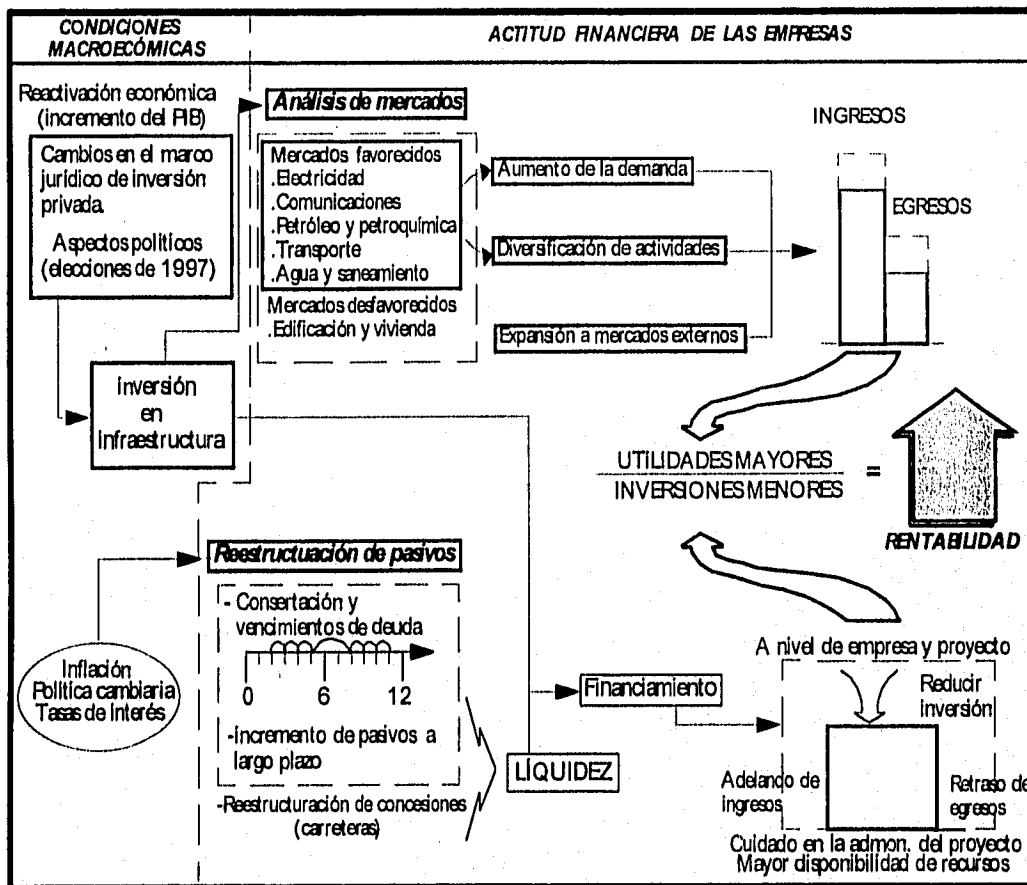 CONDICIONES
MACROECÓMICAS
ACTITUD FINANCIERA DE LAS EMPRESAS
Reactivación económica
(incremento del PIB)
Cambios en el marco
jurídico de inversión
privada.
Aspectos políticos
(elecciones de 1997)
inversión
en
infraestructura
Inflación
Política cambiaria
Tasas de interés
Análisis de mercados
Mercados favorecidos
.Electricidad
.Comunicaciones
.Petróleo y petroquímica
.Transporte
.Agua y saneamiento
Mercados desfavorecidos
.Edificación y vivienda
Aumento de la demanda
Diversificación de actividades
Expansión a mercados externos
INGRESOS
EGRESOS
UTILIDADES MAYORES
INVERSIONES MENORES
=
RENTABILIDAD
Reestructuación de pasivos
- Consertación y
vencimientos de deuda
0 6 12
-incremento de pasivos a
largo plazo
-Reestructuración de concesiones
(carreteras)
LÍQUIDEZ
Financiamiento
A nivel de empresa y proyecto
Reducir
inversión
Adelando de
ingresos
Retraso de
egresos
Cuidado en la admon. del proyecto
Mayor disponibilidad de recursos